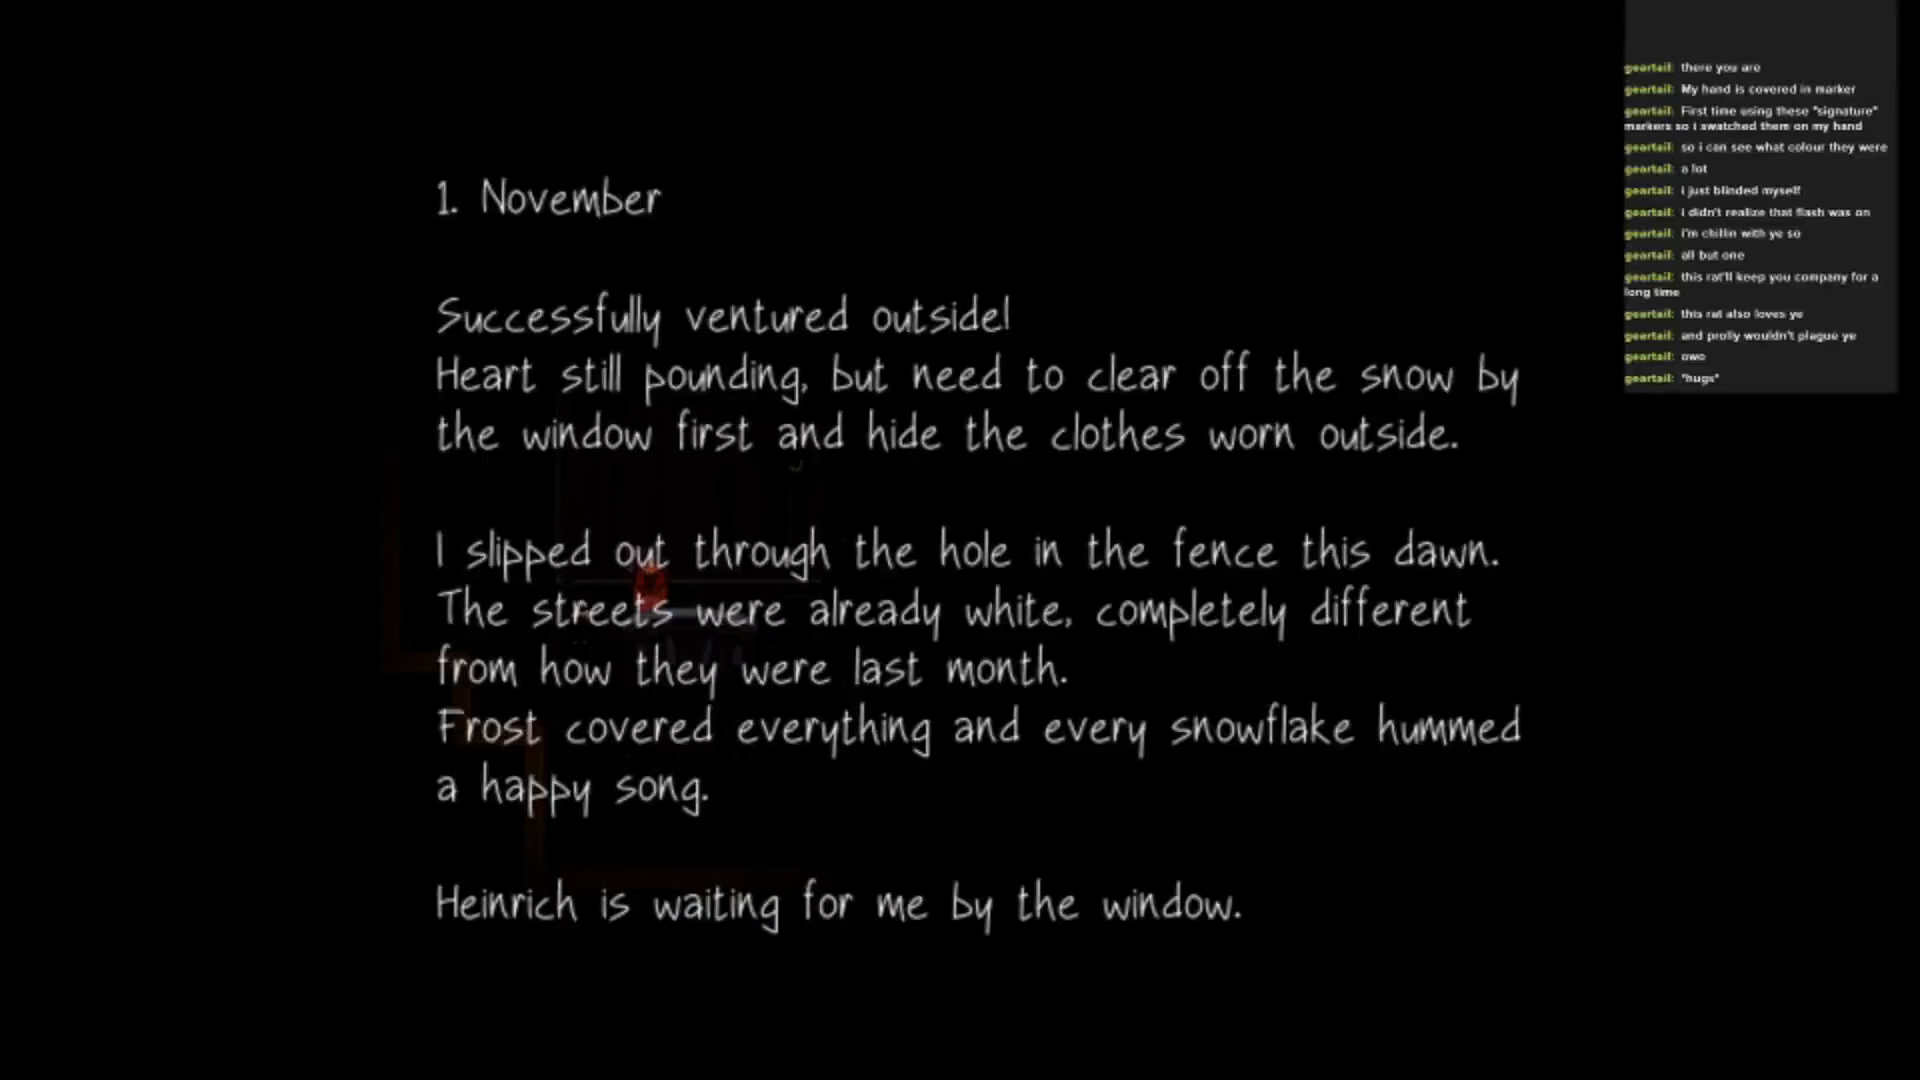 1. November
Successfully ventured outside!
Heart still pounding, but need to clear off the snow by
the window first and hide the clothes worn outside.
I slipped out through the hole in the fence this dawn.
The streets were already white, completely different
from how they were last month.
Frost covered everything and every snowflake hummed
a happy song.
Heinrich is waiting for me by the window.
geartail: there you are
geartail: My hand is covered in marker
geartail: First time using these "signature"
markers so i swatched them on my hand
geartail: so i can see what colour they were
geartail: a lot
geartail: i just blinded myself
geartail: i didn't realize that flash was on
geartail: i'm chillin with ye so
geartail: all but one
geartail: this rat'll keep you company for a
long time
geartail: this rat also loves ye
geartail: and prolly wouldn't plague ye
geartail: owo
geartail: *hugs*